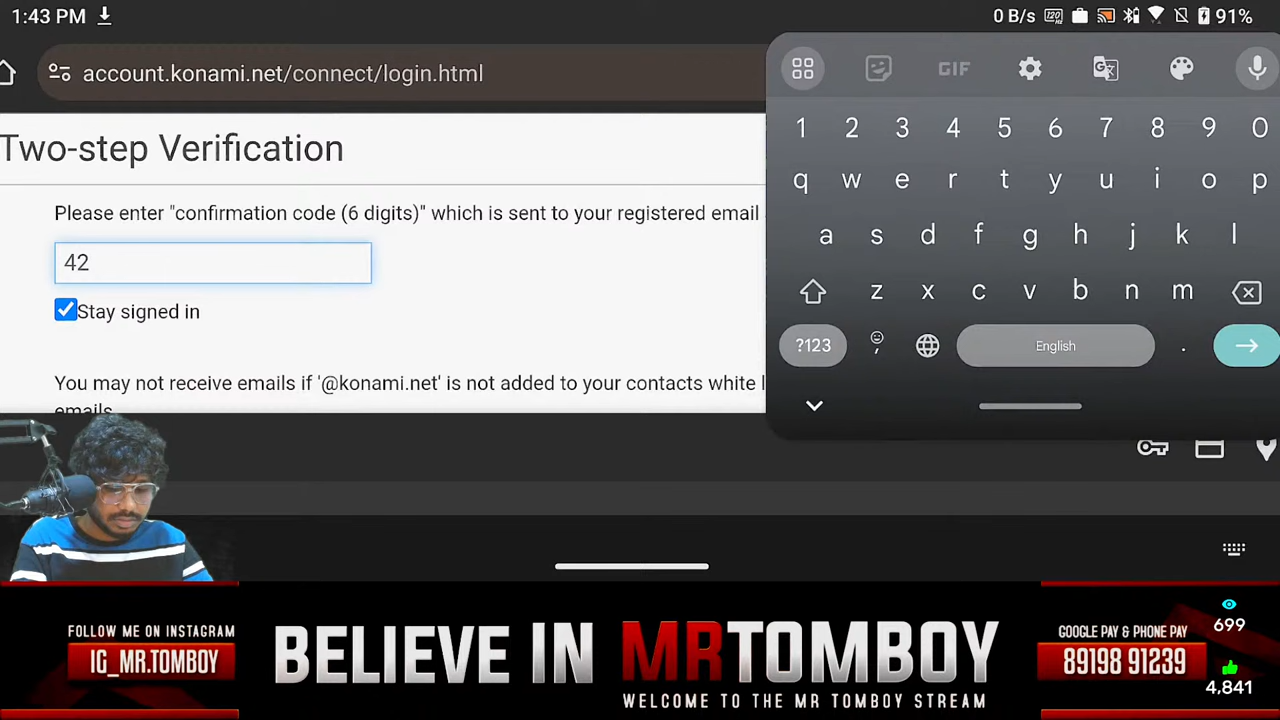 1:43 PM
0 B/s 120 Hz 91%
account.konami.net/connect/login.html
GIF
1 2 3 4 5 6 7 8 9 0
q w e r t y u i o p
a s d f g h j k l
z x c v b n m
?123 , English .
Two-step Verification
Please enter "confirmation code (6 digits)" which is sent to your registered email
42
Stay signed in
You may not receive emails if '@konami.net' is not added to your contacts white l
emails
FOLLOW ME ON INSTAGRAM
IG_MR.TOMBOY
BELIEVE IN MRTOMBOY
WELCOME TO THE MR TOMBOY STREAM
GOOGLE PAY & PHONE PAY
89198 91239
699
4,841